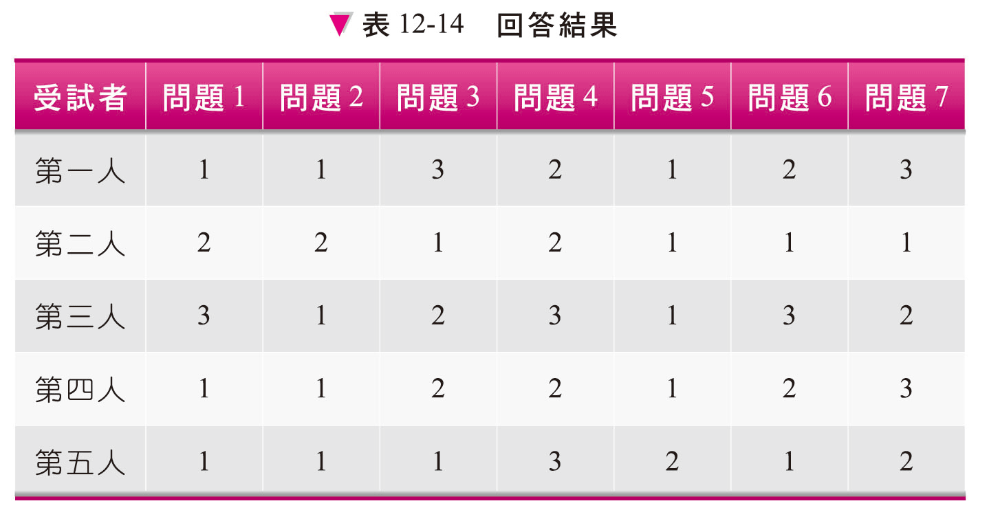 ▼ 表 12-14 回答結果
受試者 問題 1 問題 2 問題 3 問題 4 問題 5 問題 6 問題 7
第一人 1 1 3 2 1 2 3
第二人 2 2 1 2 1 1 1
第三人 3 1 2 3 1 3 2
第四人 1 1 2 2 1 2 3
第五人 1 1 1 3 2 1 2